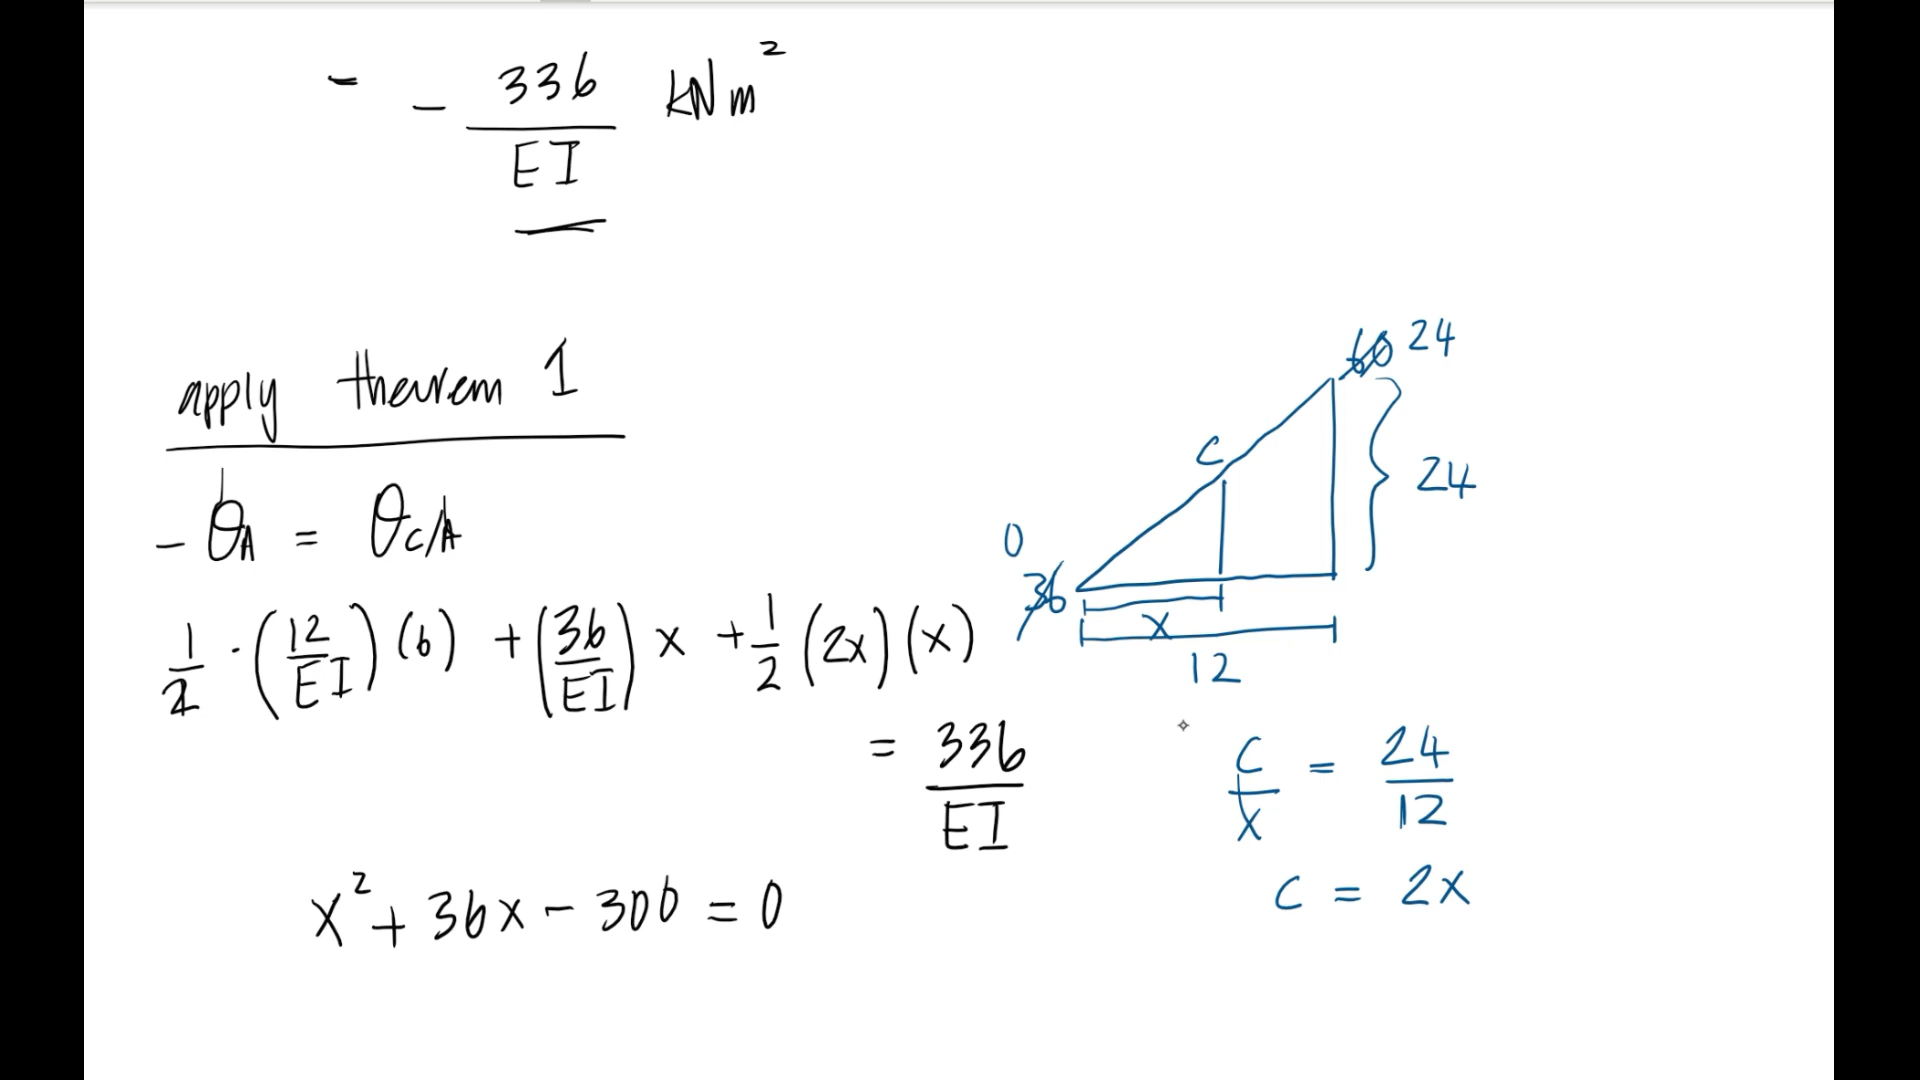 = - 336/EI kNm²
apply theorem 1
- θA = θC/A
1/2 · (12/EI) (6) + (36/EI) x + 1/2 (2x) (x)
= 336/EI
x² + 36x - 300 = 0
60 24
C
24
0
36
x
12
C/x = 24/12
C = 2x